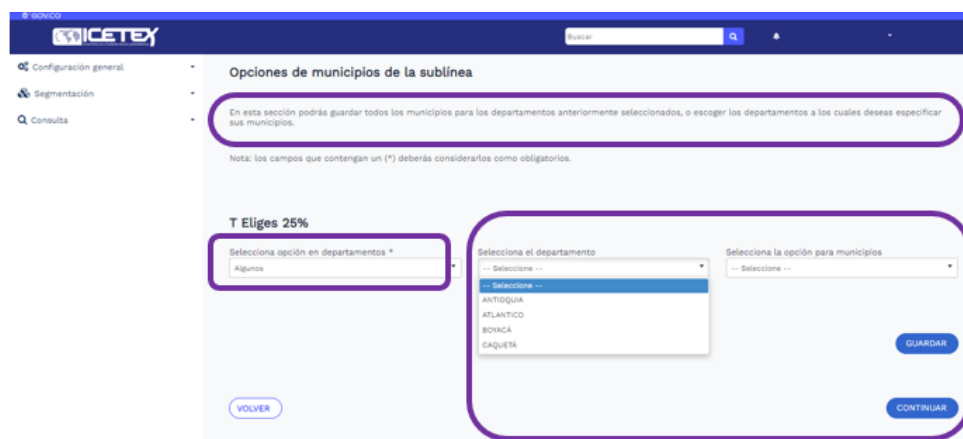 GOV.CO
ICETEX
Buscar
Configuración general
Segmentación
Consulta
Opciones de municipios de la sublínea
En esta sección podrás guardar todos los municipios para los departamentos anteriormente seleccionados, o escoger los departamentos a los cuales deseas especificar
sus municipios.
Nota: los campos que contengan un (*) deberás considerarlos como obligatorios.
T Eliges 25%
Selecciona opción en departamentos *
Algunos
Selecciona el departamento
-- Seleccione --
-- Seleccione --
ANTIOQUIA
ATLANTICO
BOYACÁ
CAQUETÁ
Selecciona la opción para municipios
-- Seleccione --
GUARDAR
VOLVER
CONTINUAR